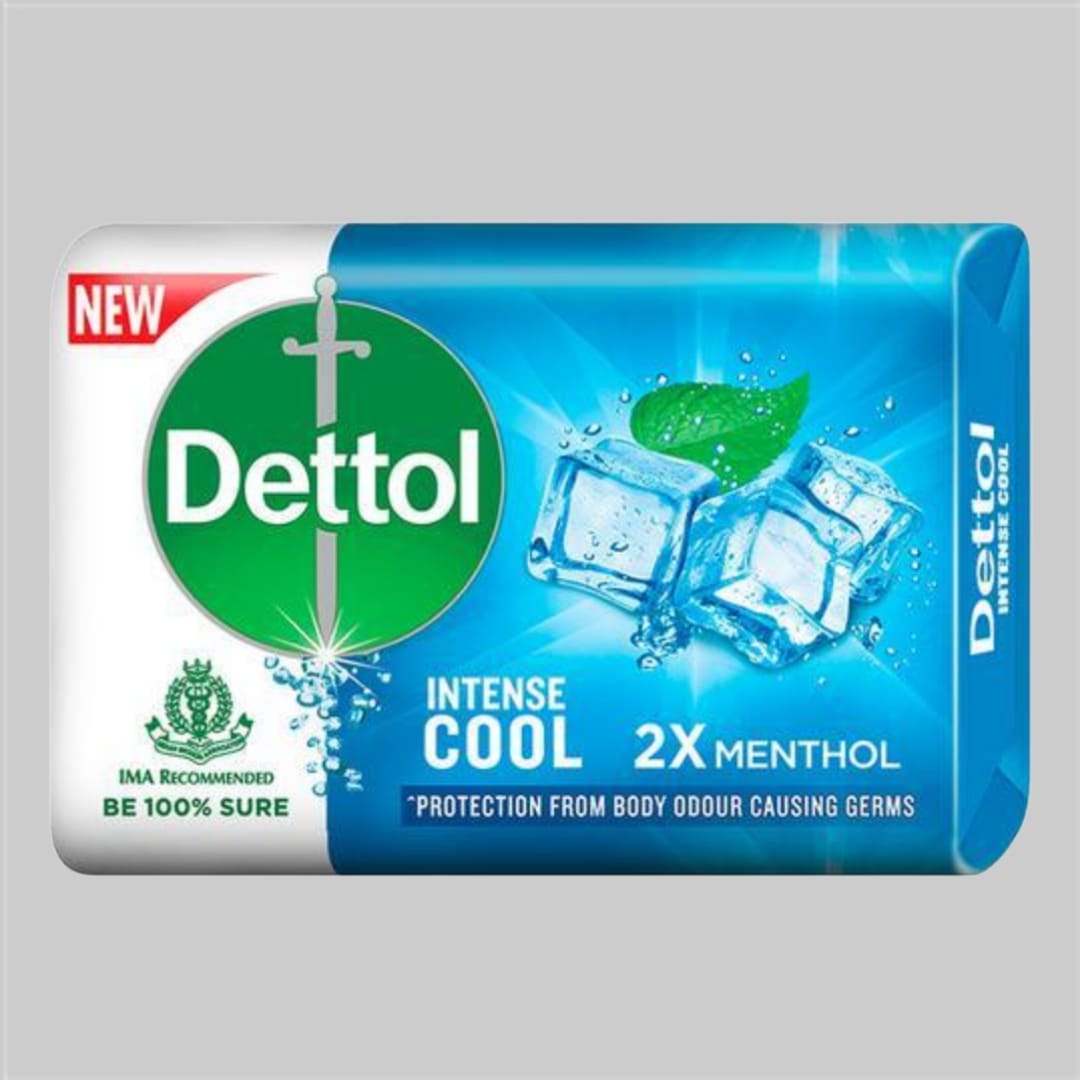 NEW
Dettol
IMA RECOMMENDED
BE 100% SURE
INTENSE
COOL
2X MENTHOL
^PROTECTION FROM BODY ODOUR CAUSING GERMS
Dettol
INTENSE COOL